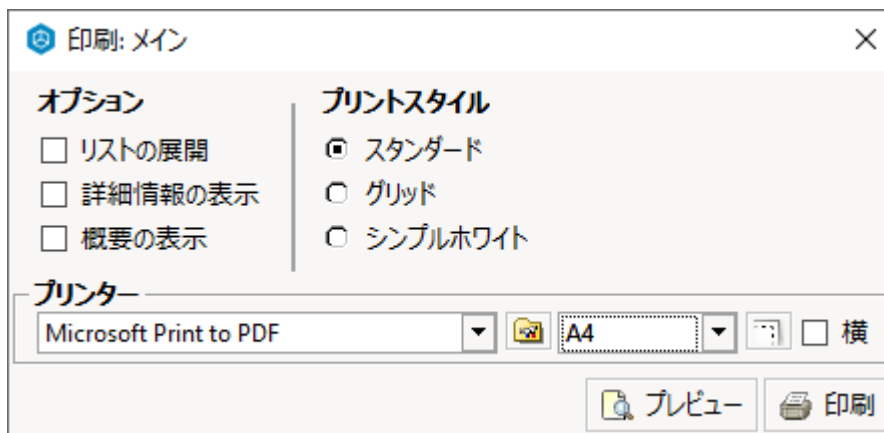 印刷: メイン
オプション
リストの展開
詳細情報の表示
概要の表示
プリントスタイル
スタンダード
グリッド
シンプルホワイト
プリンター
Microsoft Print to PDF
A4
横
プレビュー
印刷